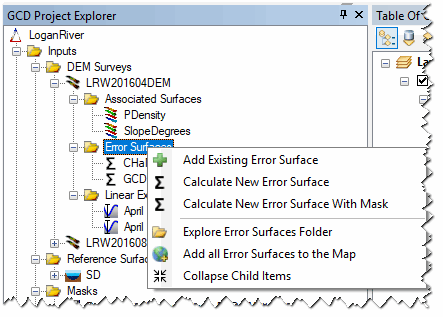 GCD Project Explorer
Table Of C
LoganRiver
Inputs
DEM Surveys
LRW201604DEM
Associated Surfaces
PDensity
SlopeDegrees
Error Surfaces
CHal
GCD
Linear Ex
April
April
LRW201608
Reference Surfac
SD
Masks
La
Add Existing Error Surface
Calculate New Error Surface
Calculate New Error Surface With Mask
Explore Error Surfaces Folder
Add all Error Surfaces to the Map
Collapse Child Items